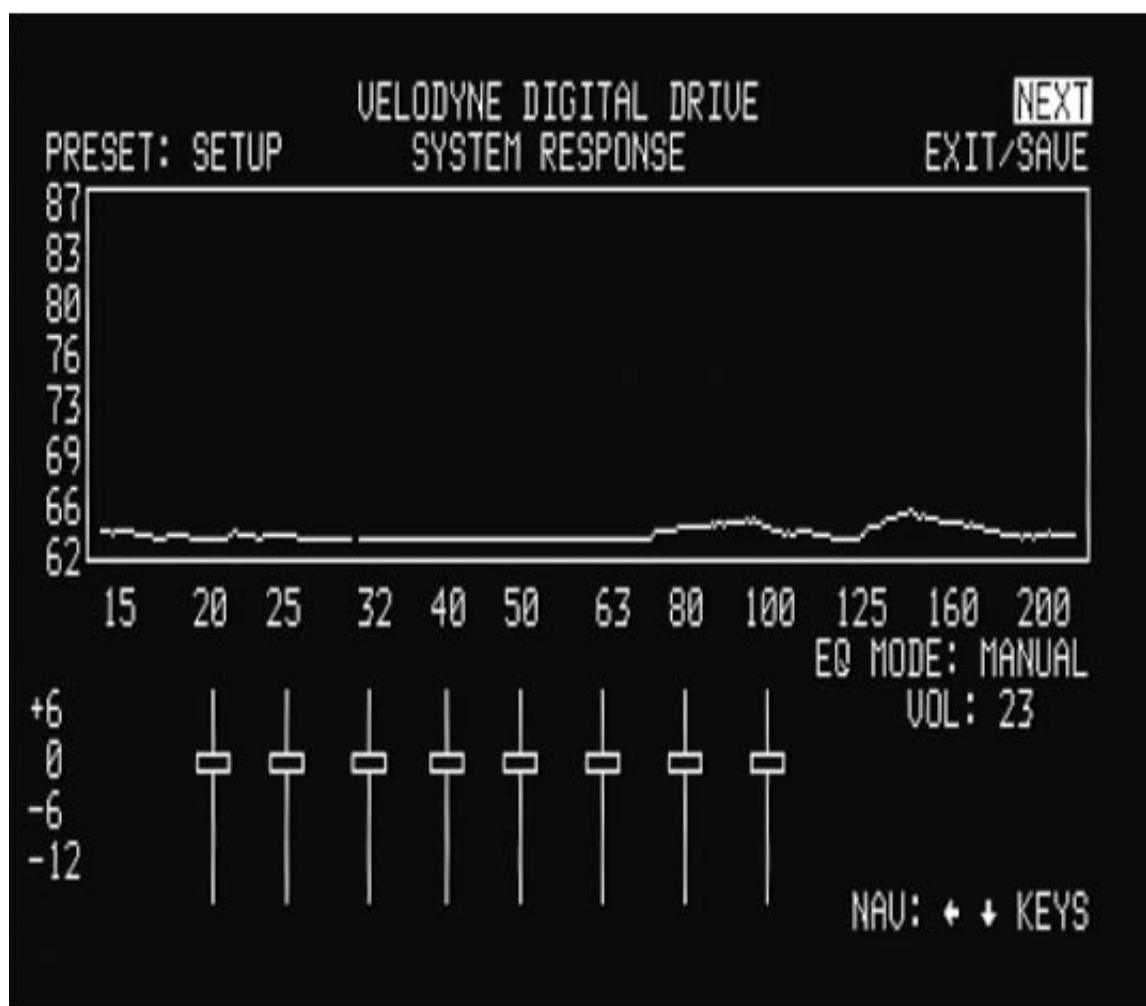 VELODYNE DIGITAL DRIVE NEXT
PRESET: SETUP SYSTEM RESPONSE EXIT/SAVE
87
83
80
76
73
69
66
62
15 20 25 32 40 50 63 80 100 125 160 200
EQ MODE: MANUAL
+6 VOL: 23
0
-6
-12
NAV: ← ↓ KEYS